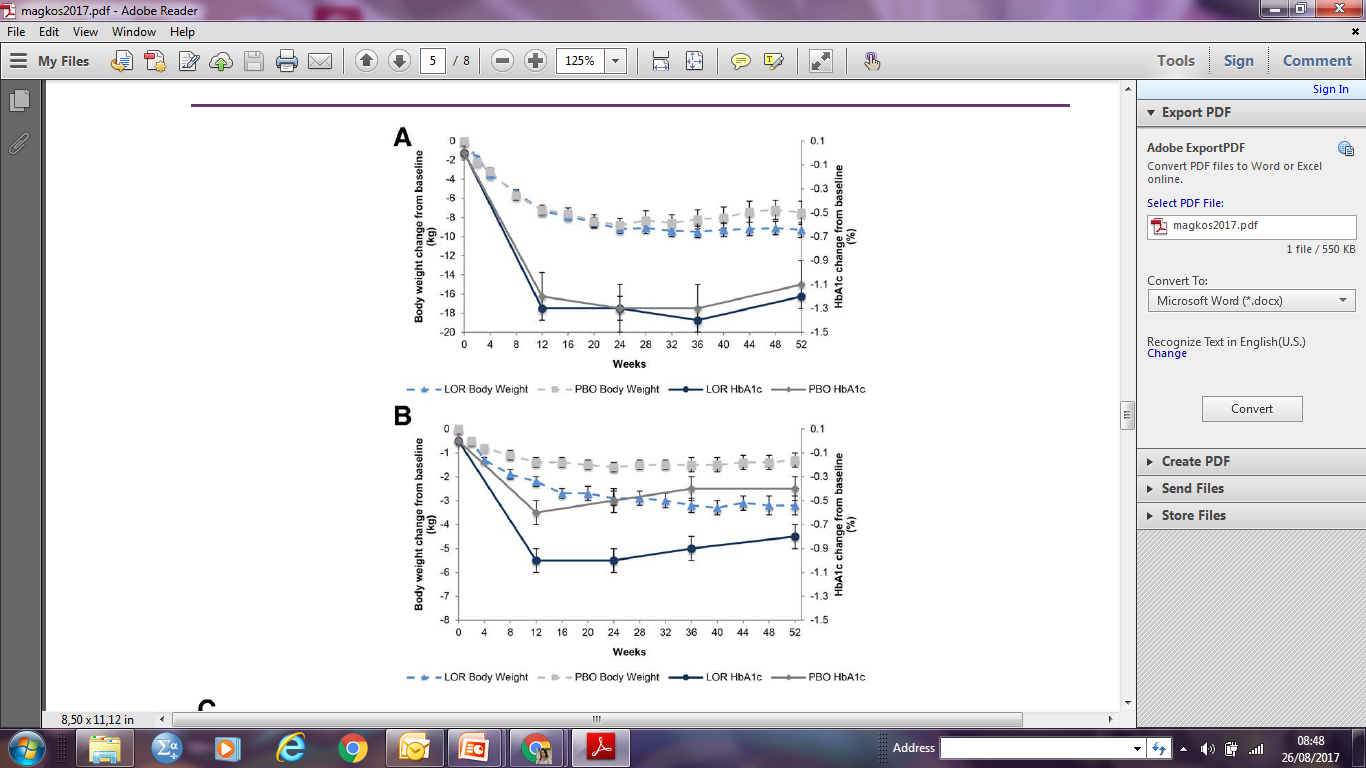 magkos2017.pdf - Adobe Reader
File Edit View Window Help
My Files 5 / 8 125% Tools Sign Comment
Sign In
Export PDF
Adobe ExportPDF
Convert PDF files to Word or Excel
online.
Select PDF File:
magkos2017.pdf
1 file / 550 KB
Convert To:
Microsoft Word (*.docx)
Recognize Text in English(U.S.)
Change
Convert
Create PDF
Edit PDF
Send Files
Store Files
A
Body weight change from baseline
(kg)
0
-2
-4
-6
-8
-10
-12
-14
-16
-18
-20
0.1
-0.1
-0.3
-0.5
-0.7
-0.9
-1.1
-1.3
-1.5
HbA1c change from baseline
(%)
0 4 8 12 16 20 24 28 32 36 40 44 48 52
Weeks
LOR Body Weight PBO Body Weight LOR HbA1c PBO HbA1c
B
Body weight change from baseline
(kg)
0
-1
-2
-3
-4
-5
-6
-7
-8
0.1
-0.1
-0.3
-0.5
-0.7
-0.9
-1.1
-1.3
-1.5
HbA1c change from baseline
(%)
0 4 8 12 16 20 24 28 32 36 40 44 48 52
Weeks
LOR Body Weight PBO Body Weight LOR HbA1c PBO HbA1c
8,50 x 11,12 in
Address
08:48
26/08/2017